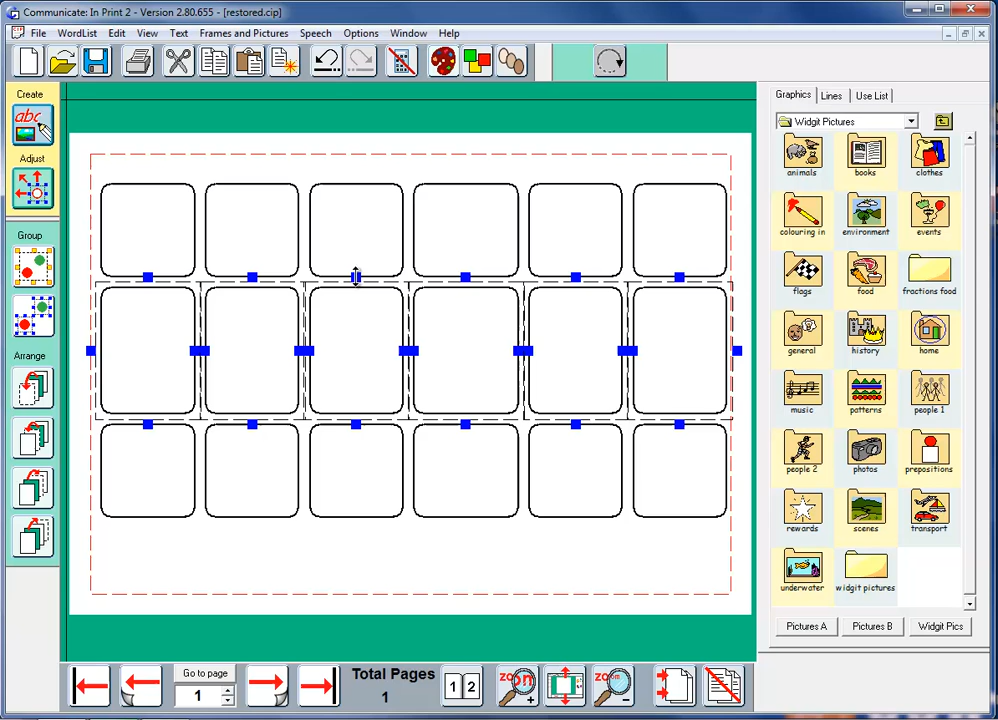 Communicate: In Print 2 - Version 2.80.655 - [restored.cip]
File WordList Edit View Text Frames and Pictures Speech Options Window Help
Create
abc
Adjust
Group
Arrange
Graphics Lines Use List
Widgit Pictures
animals books clothes
colouring in environment events
flags food fractions food
general history home
music patterns people 1
people 2 photos prepositions
rewards scenes transport
underwater widgit pictures
Pictures A Pictures B Widgit Pics
Go to page
1
Total Pages
1
1 2
zoom +
zoom -